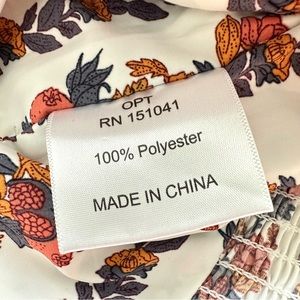 OPT
RN 151041
100% Polyester
MADE IN CHINA